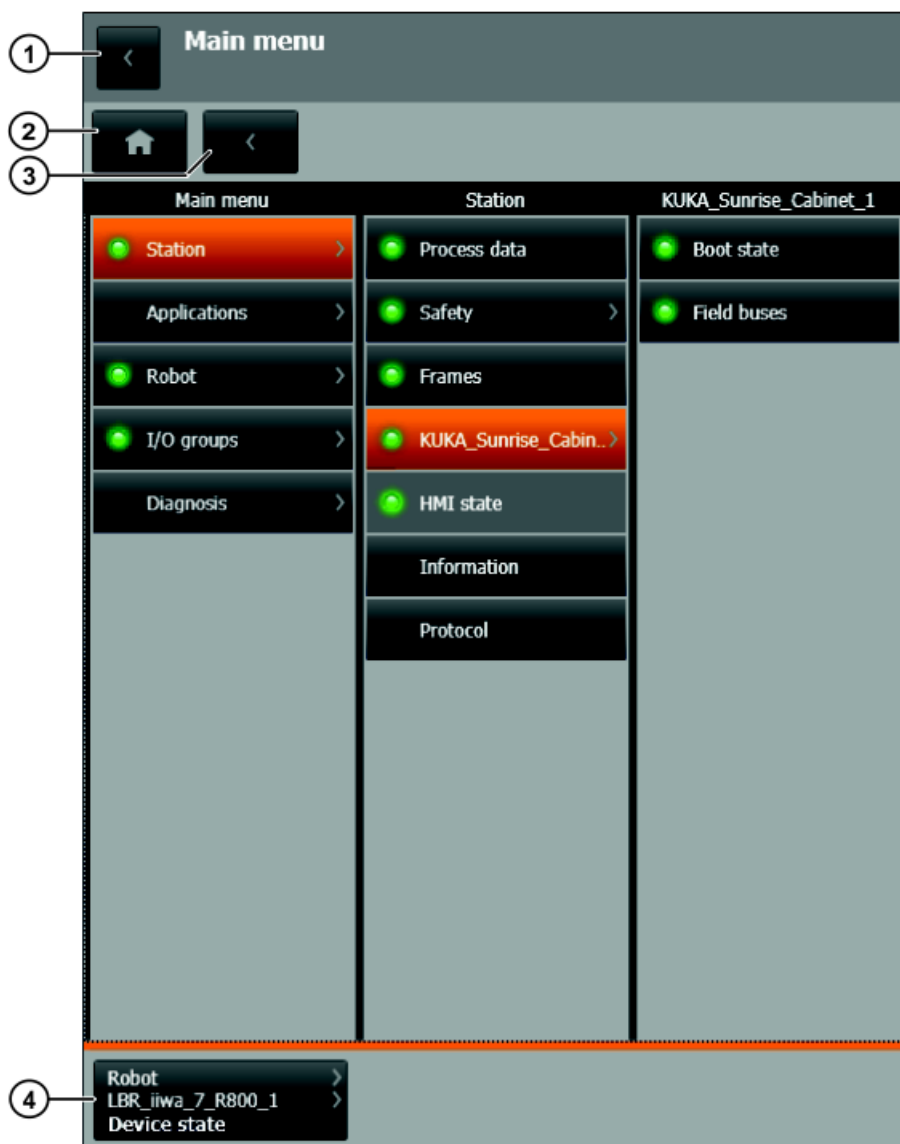 1
Main menu
2
3
Main menu
Station
Applications
Robot
I/O groups
Diagnosis
Station
Process data
Safety
Frames
KUKA_Sunrise_Cabin..
HMI state
Information
Protocol
KUKA_Sunrise_Cabinet_1
Boot state
Field buses
4
Robot
LBR_iiwa_7_R800_1
Device state